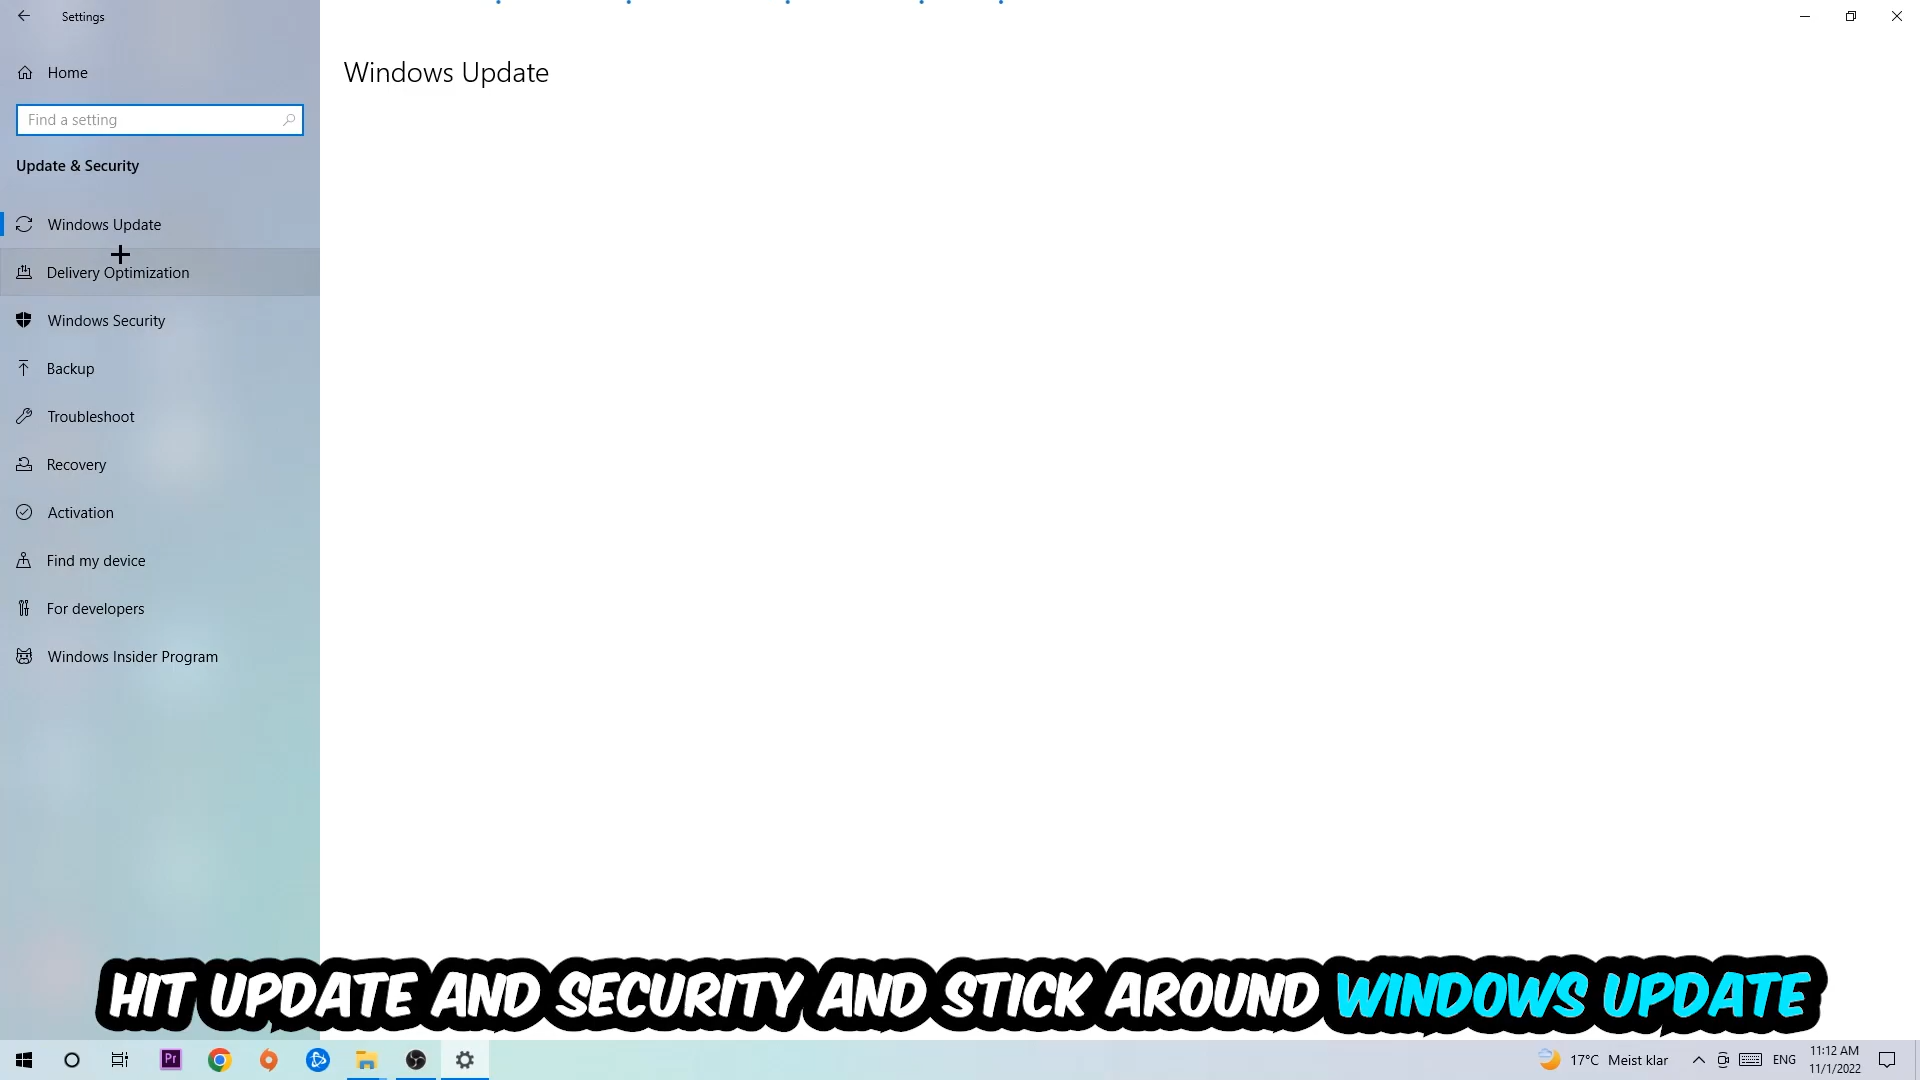 Settings
Home
Find a setting
Update & Security
Windows Update
Delivery Optimization
Windows Security
Backup
Troubleshoot
Recovery
Activation
Find my device
For developers
Windows Insider Program
Windows Update
HIT UPDATE AND SECURITY AND STICK AROUND WINDOWS UPDATE
Pr
17°C Meist klar
ENG
11:12 AM
11/1/2022